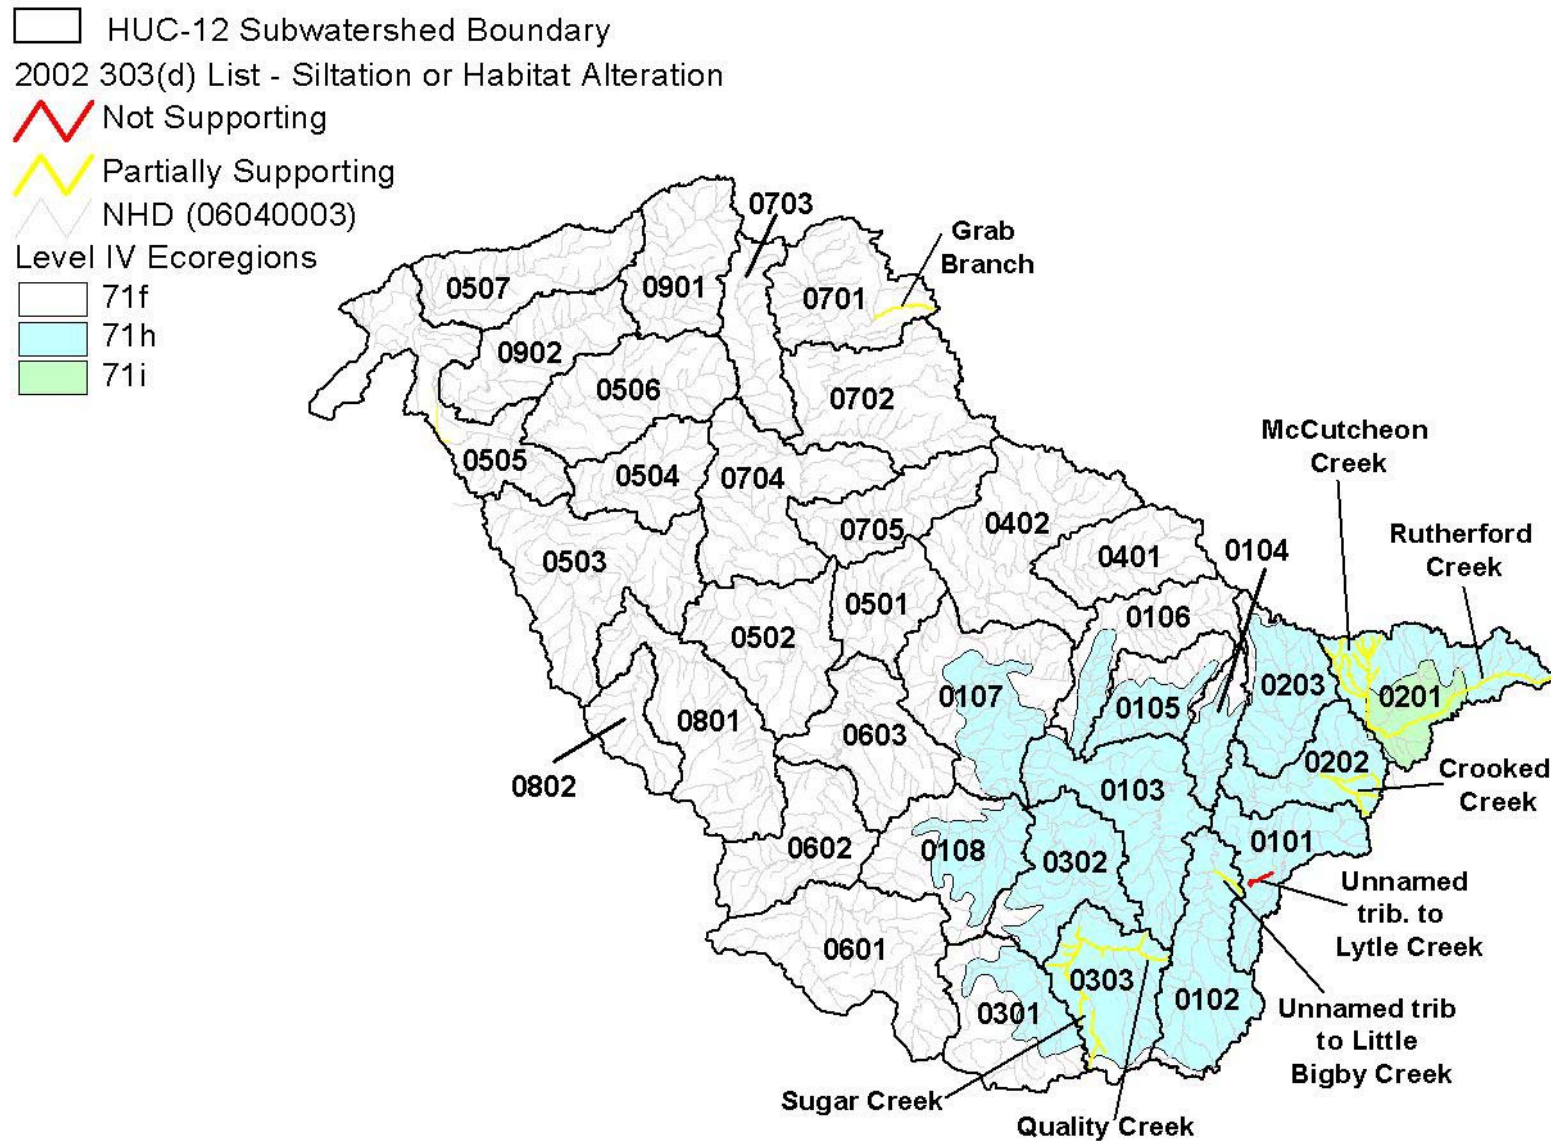 HUC-12 Subwatershed Boundary
2002 303(d) List - Siltation or Habitat Alteration
Not Supporting
Partially Supporting
NHD (06040003)
Level IV Ecoregions
71f
71h
71i
0703
Grab
Branch
0507
0901
0701
0902
0506
0702
McCutcheon
Creek
0505
0504
0704
0705
0402
Rutherford
Creek
0503
0401
0104
0501
0106
0502
0107
0105
0203
0201
0801
0603
0202
0802
0103
Crooked
Creek
0602
0108
0302
0101
Unnamed
trib. to
Lytle Creek
0601
0303
0301
0102
Unnamed trib
to Little
Bigby Creek
Sugar Creek
Quality Creek